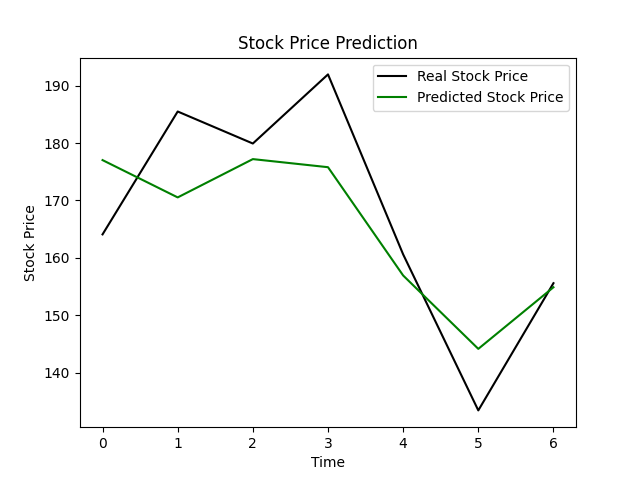 Stock Price Prediction
Real Stock Price
Predicted Stock Price
190
180
170
160
150
140
Stock Price
0 1 2 3 4 5 6
Time